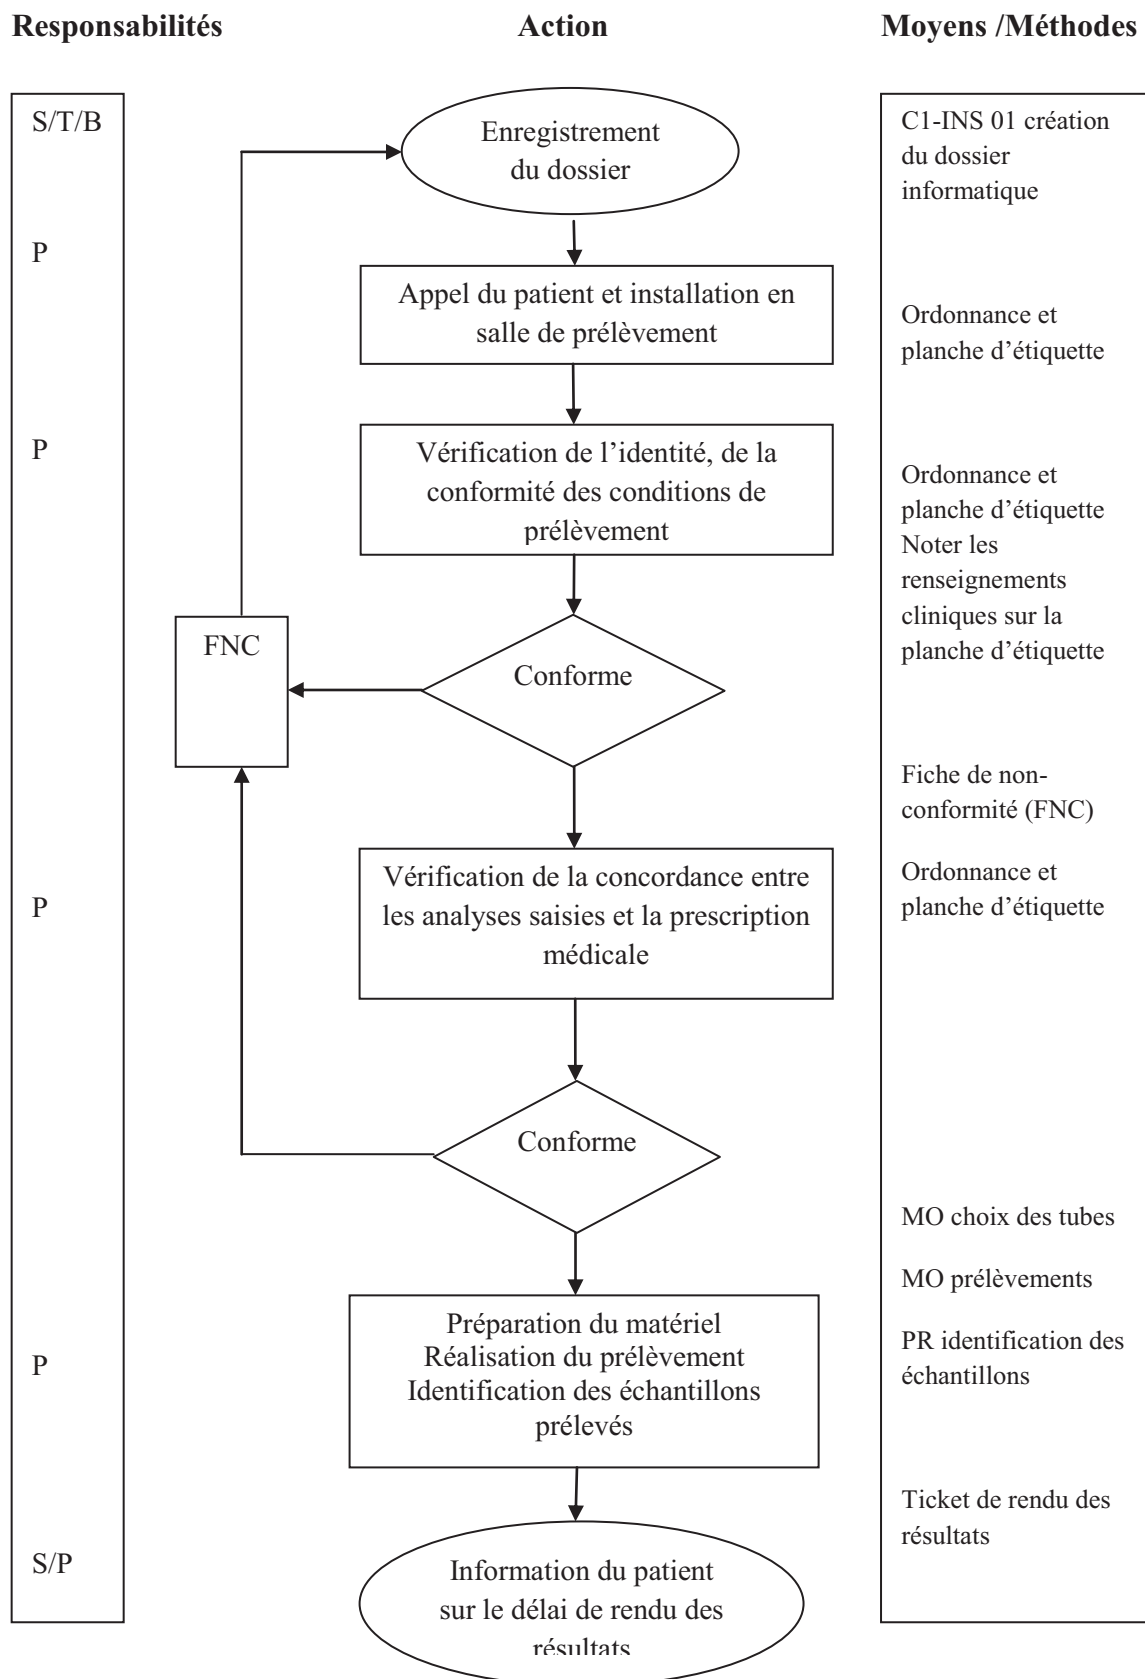 Responsabilités
Action
Moyens /Méthodes
S/T/B
Enregistrement
du dossier
C1-INS 01 création
du dossier
informatique
P
Appel du patient et installation en
salle de prélèvement
Ordonnance et
planche d’étiquette
P
Vérification de l’identité, de la
conformité des conditions de
prélèvement
Ordonnance et
planche d’étiquette
Noter les
renseignements
cliniques sur la
planche d’étiquette
FNC
Conforme
Fiche de non-
conformité (FNC)
P
Vérification de la concordance entre
les analyses saisies et la prescription
médicale
Ordonnance et
planche d’étiquette
Conforme
MO choix des tubes
MO prélèvements
PR identification des
échantillons
P
Préparation du matériel
Réalisation du prélèvement
Identification des échantillons
prélevés
Ticket de rendu des
résultats
S/P
Information du patient
sur le délai de rendu des
résultats